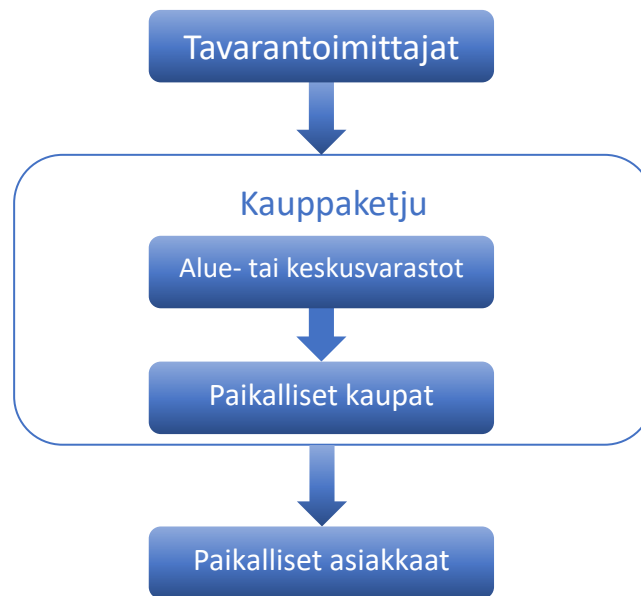 Tavarantoimittajat
Kauppaketju
Alue- tai keskusvarastot
Paikalliset kaupat
Paikalliset asiakkaat